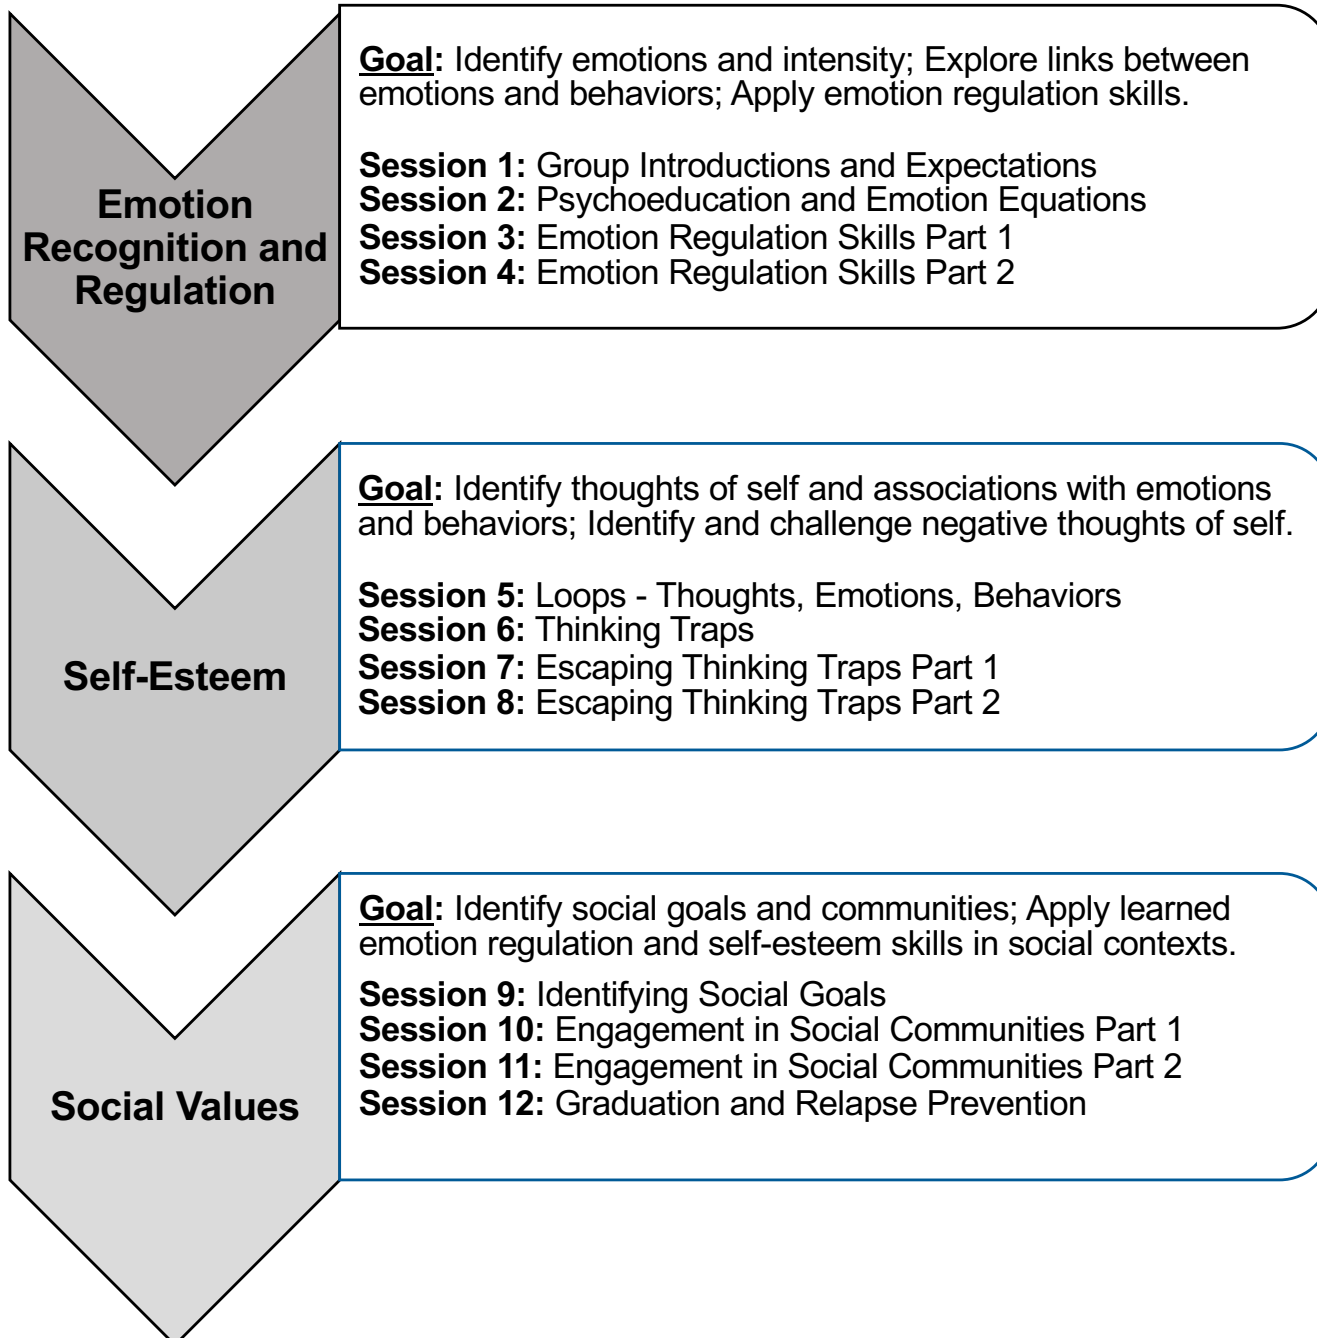 Emotion
Recognition and
Regulation
Goal: Identify emotions and intensity; Explore links between
emotions and behaviors; Apply emotion regulation skills.
Session 1: Group Introductions and Expectations
Session 2: Psychoeducation and Emotion Equations
Session 3: Emotion Regulation Skills Part 1
Session 4: Emotion Regulation Skills Part 2
Self-Esteem
Goal: Identify thoughts of self and associations with emotions
and behaviors; Identify and challenge negative thoughts of self.
Session 5: Loops - Thoughts, Emotions, Behaviors
Session 6: Thinking Traps
Session 7: Escaping Thinking Traps Part 1
Session 8: Escaping Thinking Traps Part 2
Social Values
Goal: Identify social goals and communities; Apply learned
emotion regulation and self-esteem skills in social contexts.
Session 9: Identifying Social Goals
Session 10: Engagement in Social Communities Part 1
Session 11: Engagement in Social Communities Part 2
Session 12: Graduation and Relapse Prevention